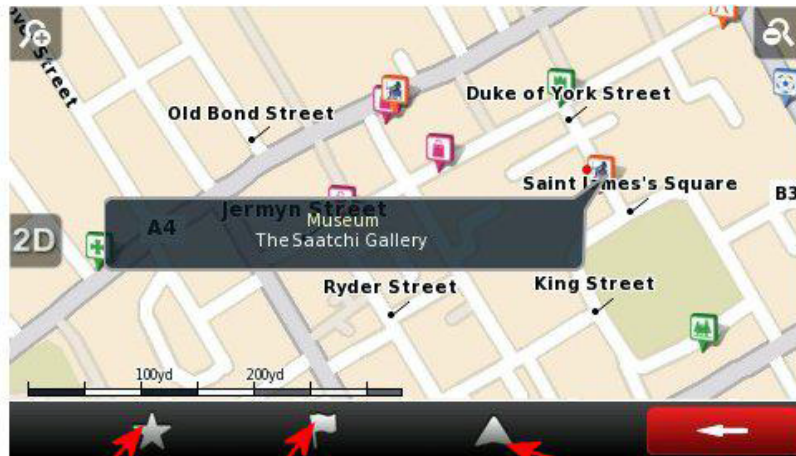 Duke of York Street
Old Bond Street
Saint James's Square
B3
Jermyn Street
A4
Museum
The Saatchi Gallery
2D
Ryder Street
King Street
100yd
200yd